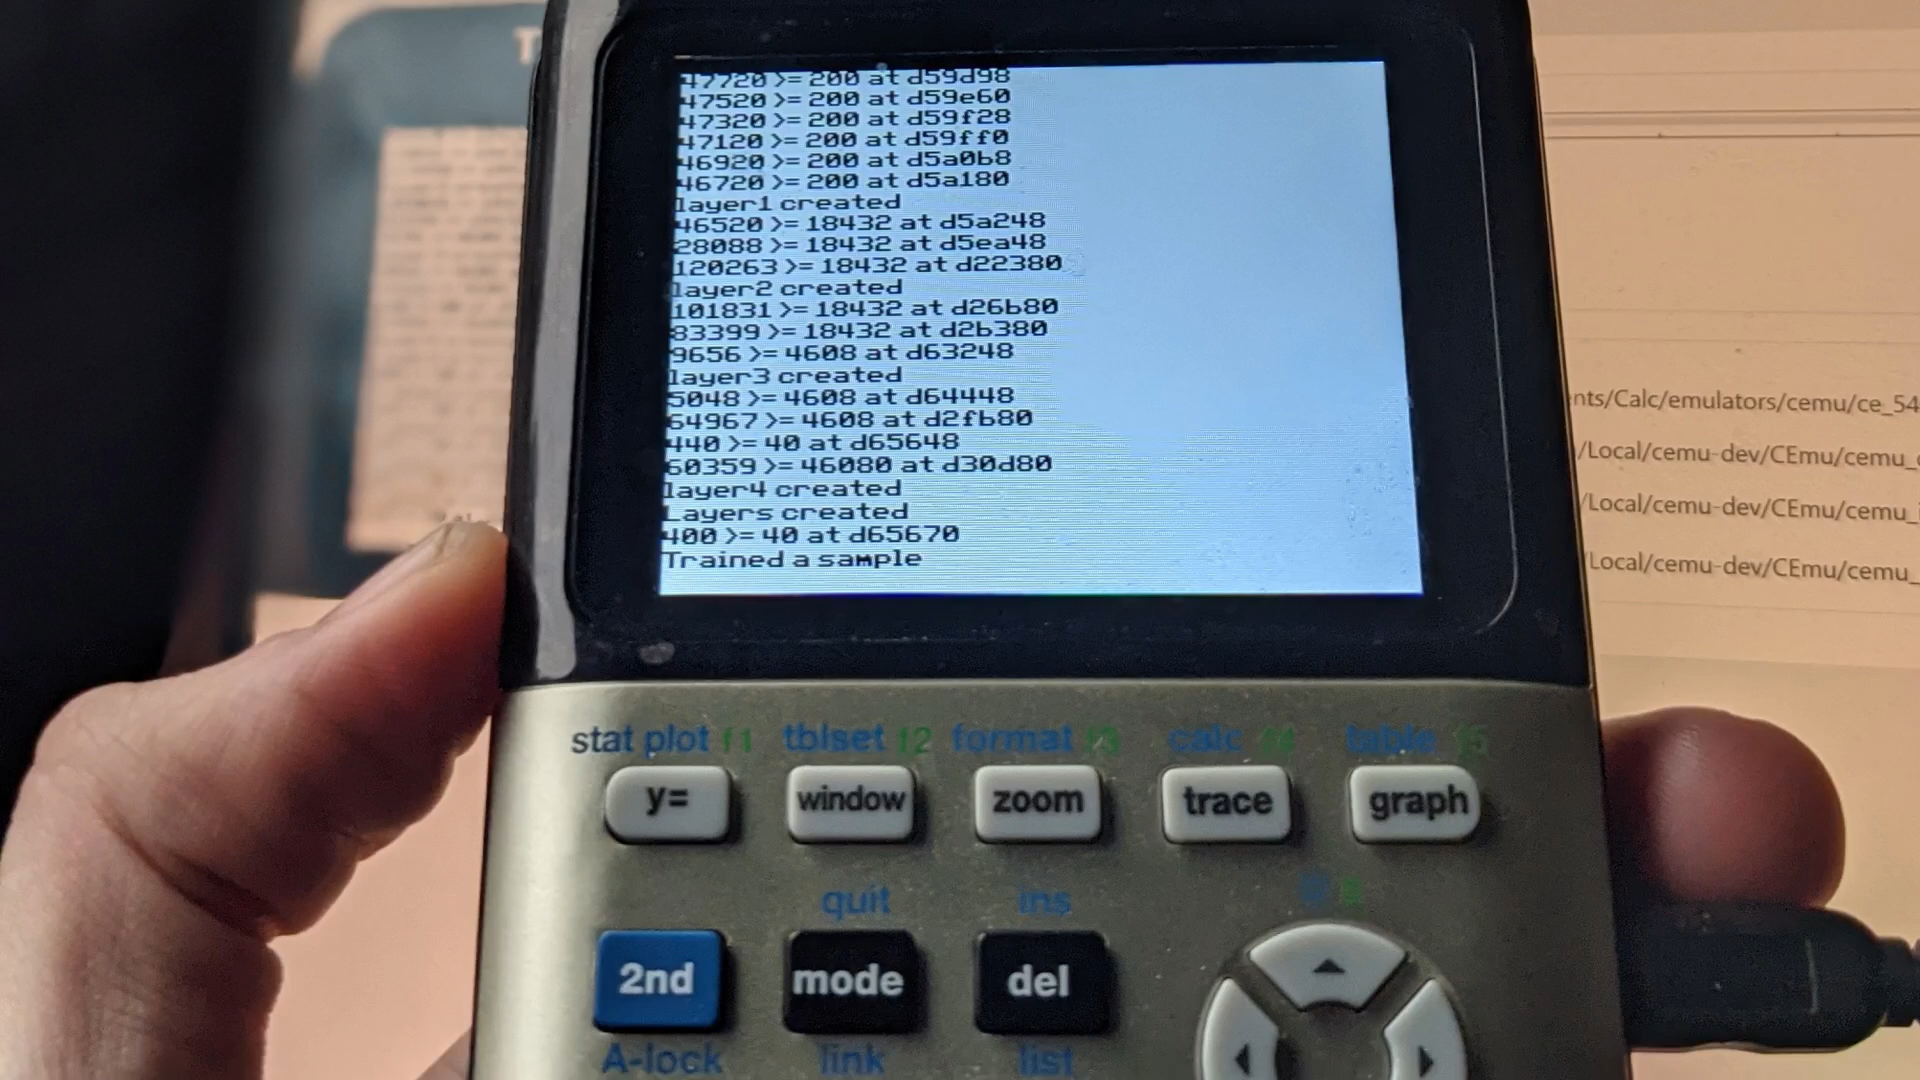 T
47720 >= 200 at d59d98
47520 >= 200 at d59e60
47320 >= 200 at d59f28
47120 >= 200 at d59ff0
46920 >= 200 at d5a0b8
46720 >= 200 at d5a180
layer1 created
46520 >= 18432 at d5a248
28088 >= 18432 at d5ea48
120263 >= 18432 at d22380
layer2 created
101831 >= 18432 at d26b80
83399 >= 18432 at d2b380
9656 >= 4608 at d63248
layer3 created
5048 >= 4608 at d64448
64967 >= 4608 at d2fb80
440 >= 40 at d65648
60359 >= 46080 at d30d80
layer4 created
Layers created
400 >= 40 at d65670
Trained a sample
nts/Calc/emulators/cemu/ce_54
/Local/cemu-dev/CEmu/cemu_
/Local/cemu-dev/CEmu/cemu_
/Local/cemu-dev/CEmu/cemu_
stat plot f1 tblset f2 format f3 calc f4 table f5
y= window zoom trace graph
quit ins
2nd mode del
A-lock link list